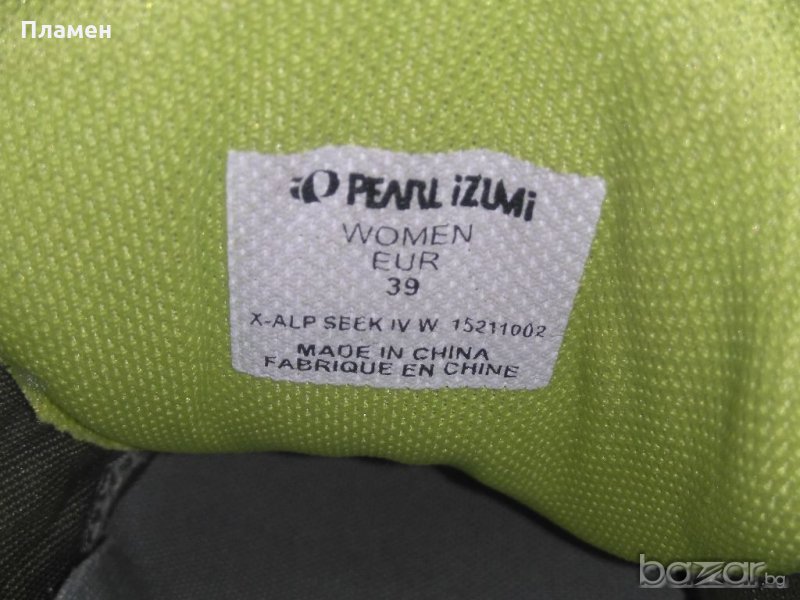 Пламен
PEARL iZUMi
WOMEN
EUR
39
X-ALP SEEK IV W 15211002
MADE IN CHINA
FABRIQUE EN CHINE
bazar.bg